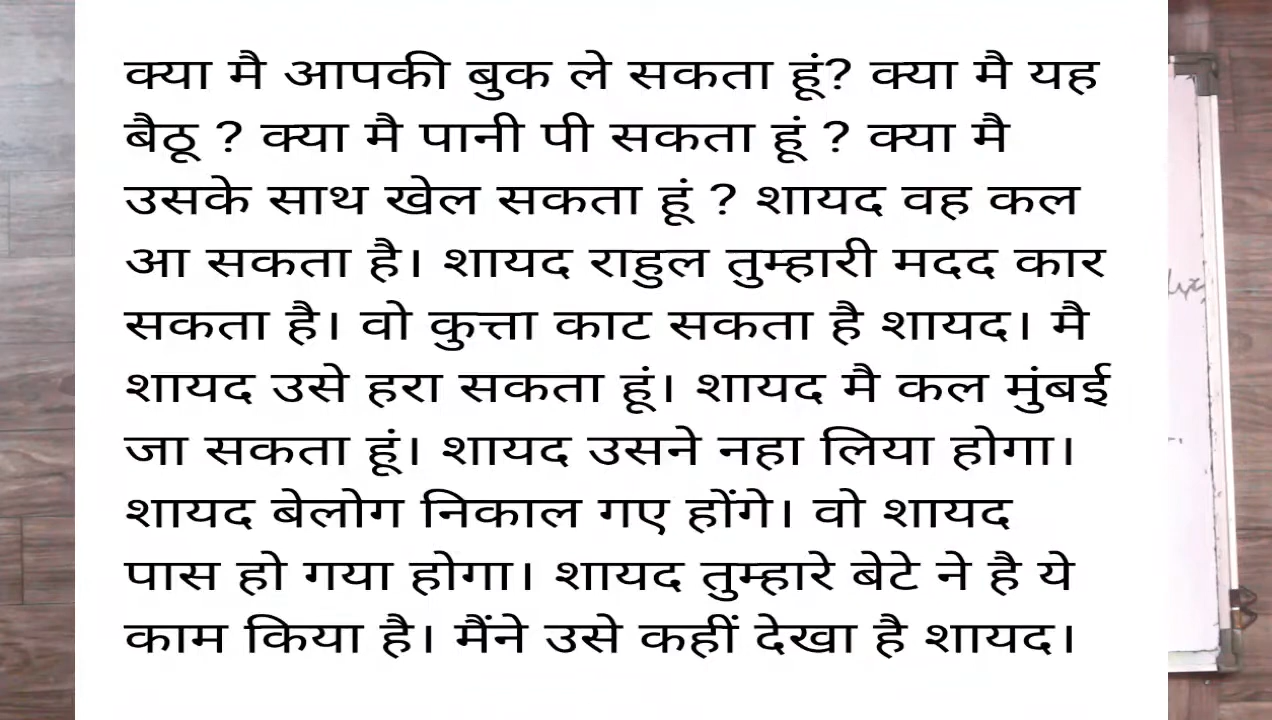 क्या मै आपकी बुक ले सकता हूं? क्या मै यह
बैठू ? क्या मै पानी पी सकता हूं ? क्या मै
उसके साथ खेल सकता हूं ? शायद वह कल
आ सकता है। शायद राहुल तुम्हारी मदद कार
सकता है। वो कुत्ता काट सकता है शायद। मै
शायद उसे हरा सकता हूं। शायद मै कल मुंबई
जा सकता हूं। शायद उसने नहा लिया होगा।
शायद बेलोग निकाल गए होंगे। वो शायद
पास हो गया होगा। शायद तुम्हारे बेटे ने है ये
काम किया है। मैंने उसे कहीं देखा है शायद।